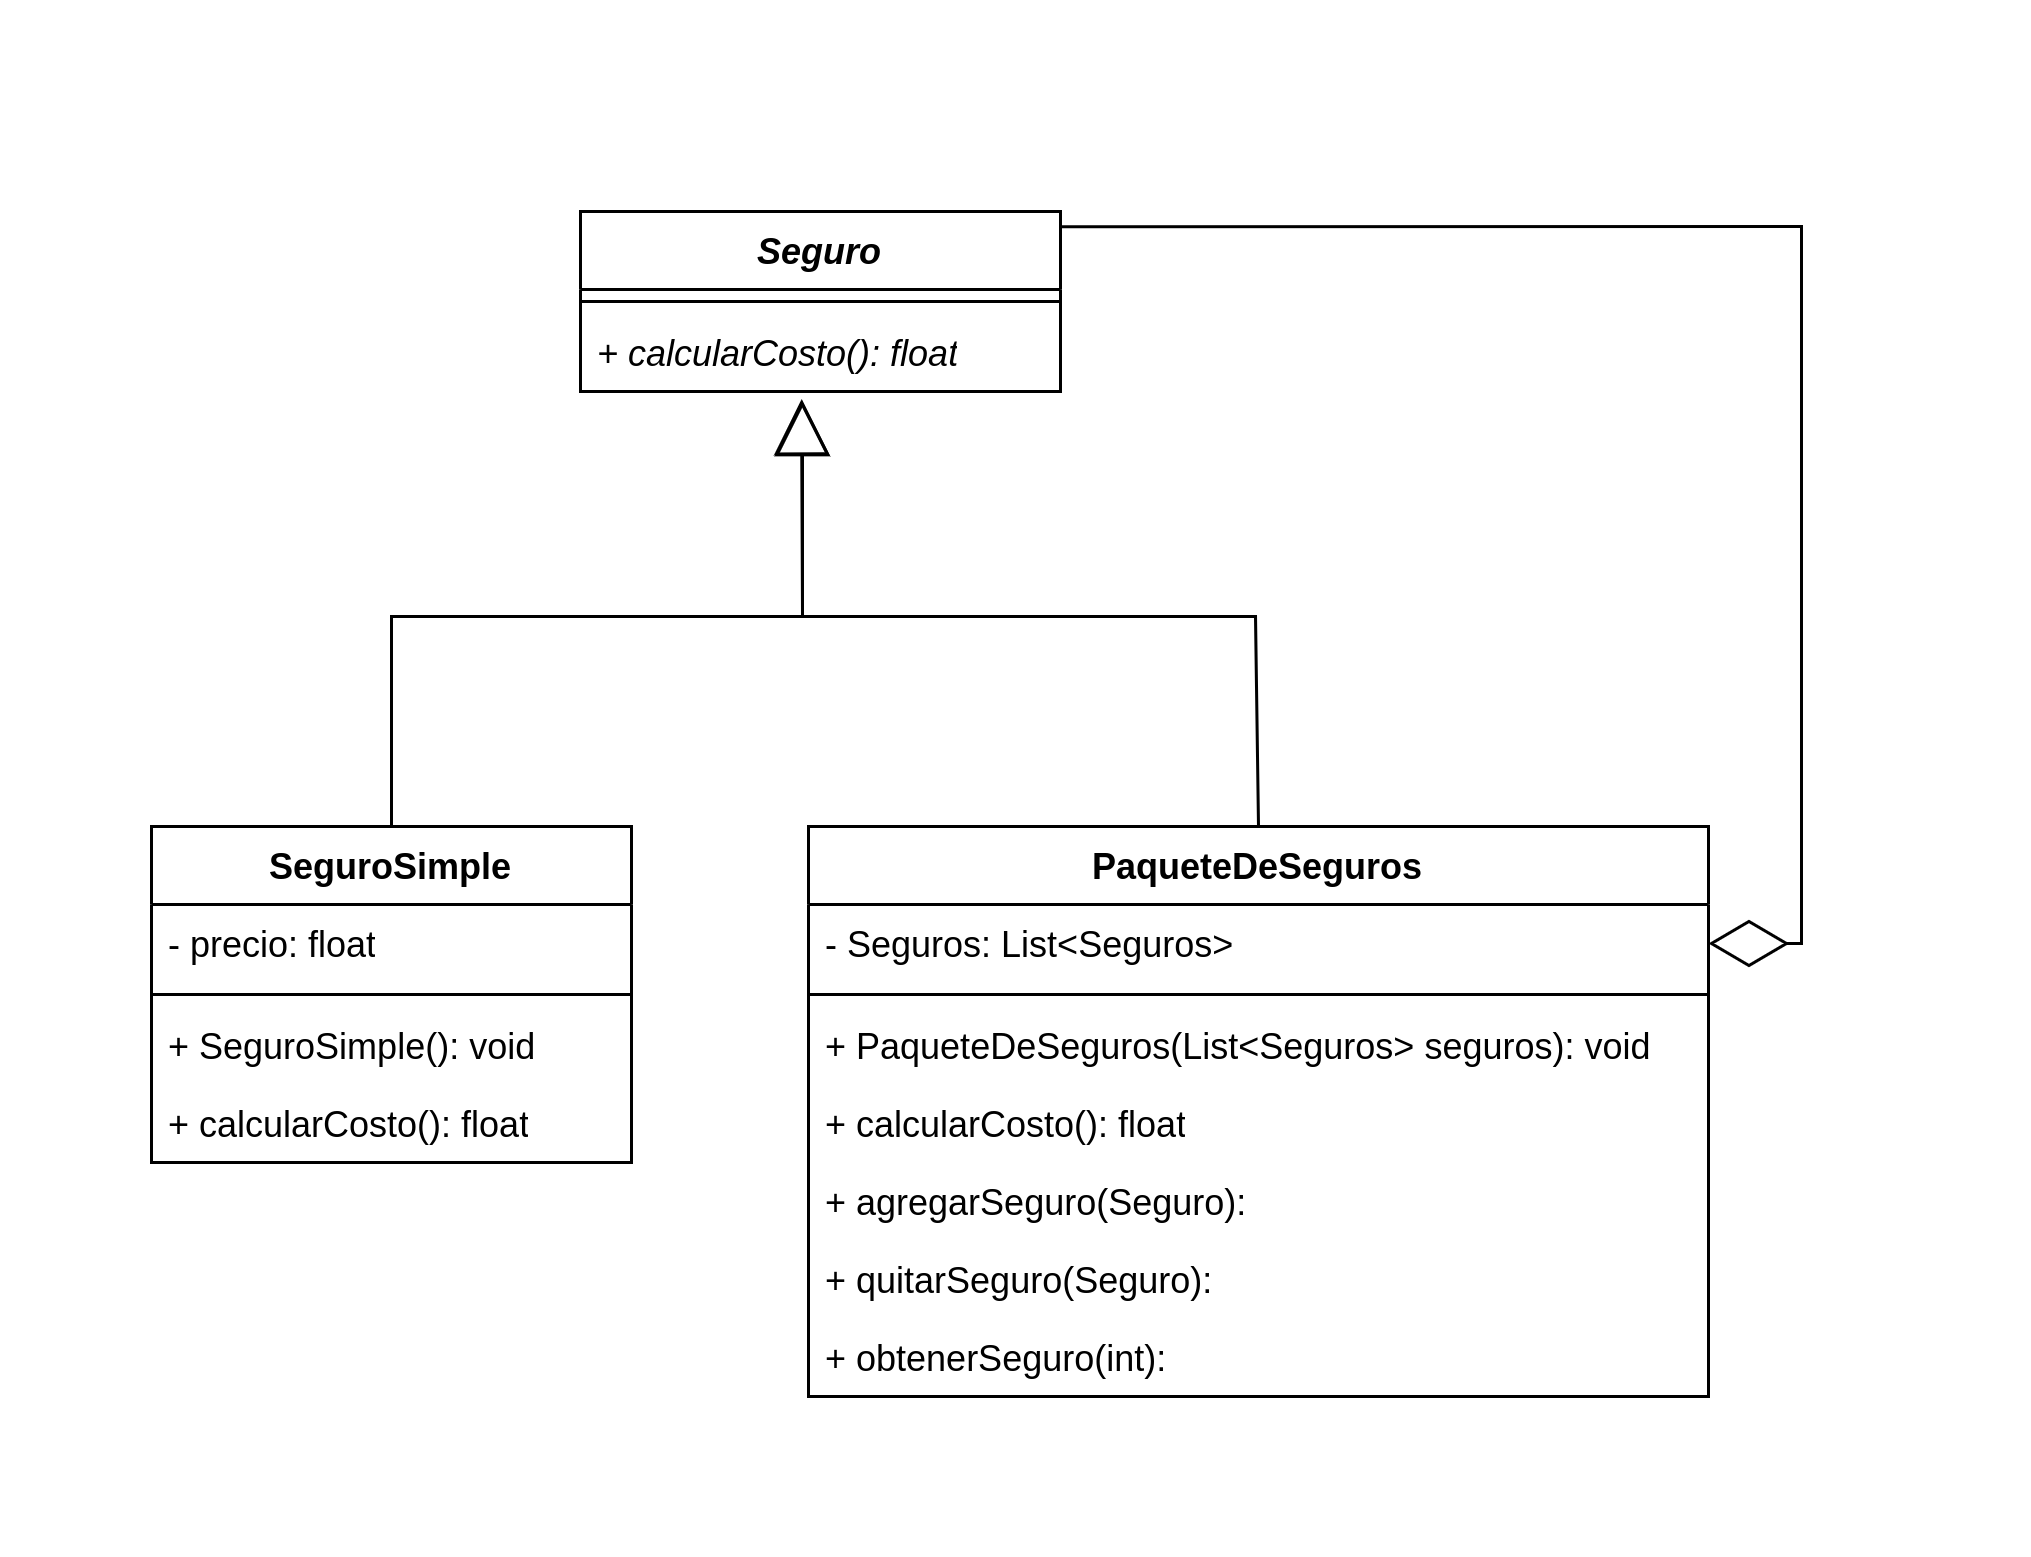 Seguro
+ calcularCosto(): float
SeguroSimple
- precio: float
+ SeguroSimple(): void
+ calcularCosto(): float
PaqueteDeSeguros
- Seguros: List<Seguros>
+ PaqueteDeSeguros(List<Seguros> seguros): void
+ calcularCosto(): float
+ agregarSeguro(Seguro):
+ quitarSeguro(Seguro):
+ obtenerSeguro(int):